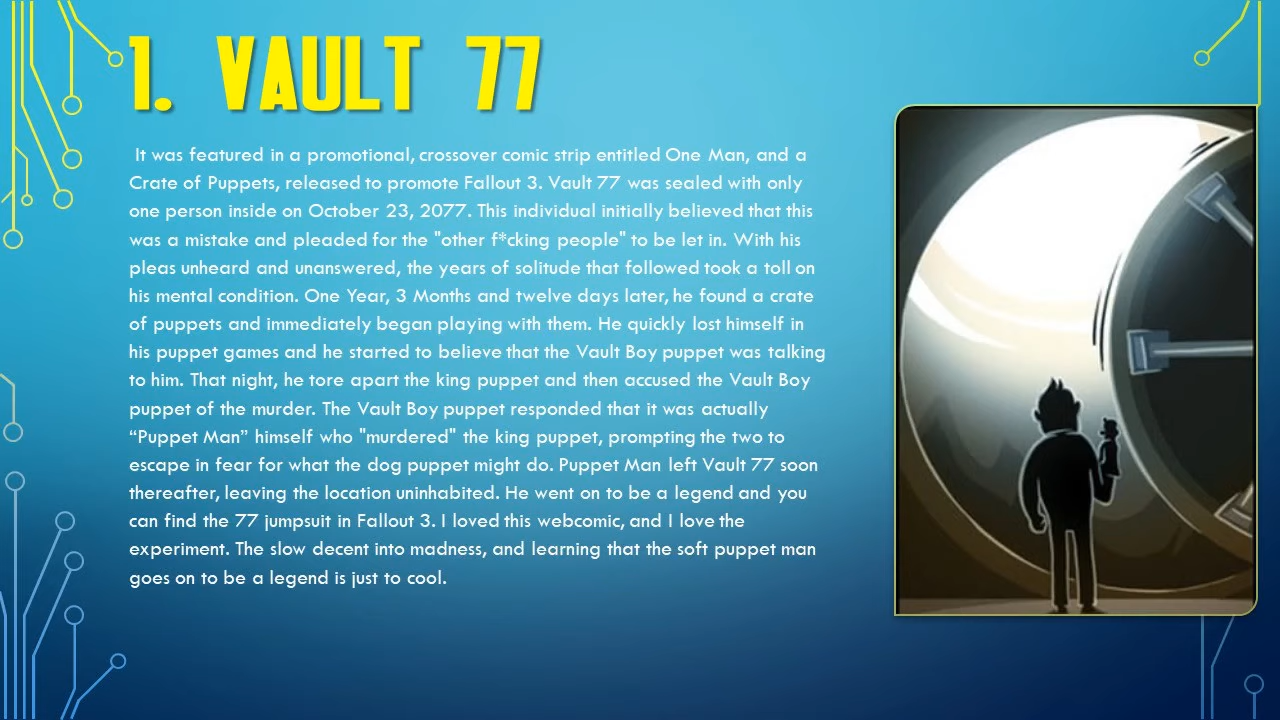 1. VAULT 77
It was featured in a promotional, crossover comic strip entitled One Man, and a
Crate of Puppets, released to promote Fallout 3. Vault 77 was sealed with only
one person inside on October 23, 2077. This individual initially believed that this
was a mistake and pleaded for the "other f*cking people" to be let in. With his
pleas unheard and unanswered, the years of solitude that followed took a toll on
his mental condition. One Year, 3 Months and twelve days later, he found a crate
of puppets and immediately began playing with them. He quickly lost himself in
his puppet games and he started to believe that the Vault Boy puppet was talking
to him. That night, he tore apart the king puppet and then accused the Vault Boy
puppet of the murder. The Vault Boy puppet responded that it was actually
“Puppet Man” himself who "murdered" the king puppet, prompting the two to
escape in fear for what the dog puppet might do. Puppet Man left Vault 77 soon
thereafter, leaving the location uninhabited. He went on to be a legend and you
can find the 77 jumpsuit in Fallout 3. I loved this webcomic, and I love the
experiment. The slow decent into madness, and learning that the soft puppet man
goes on to be a legend is just to cool.